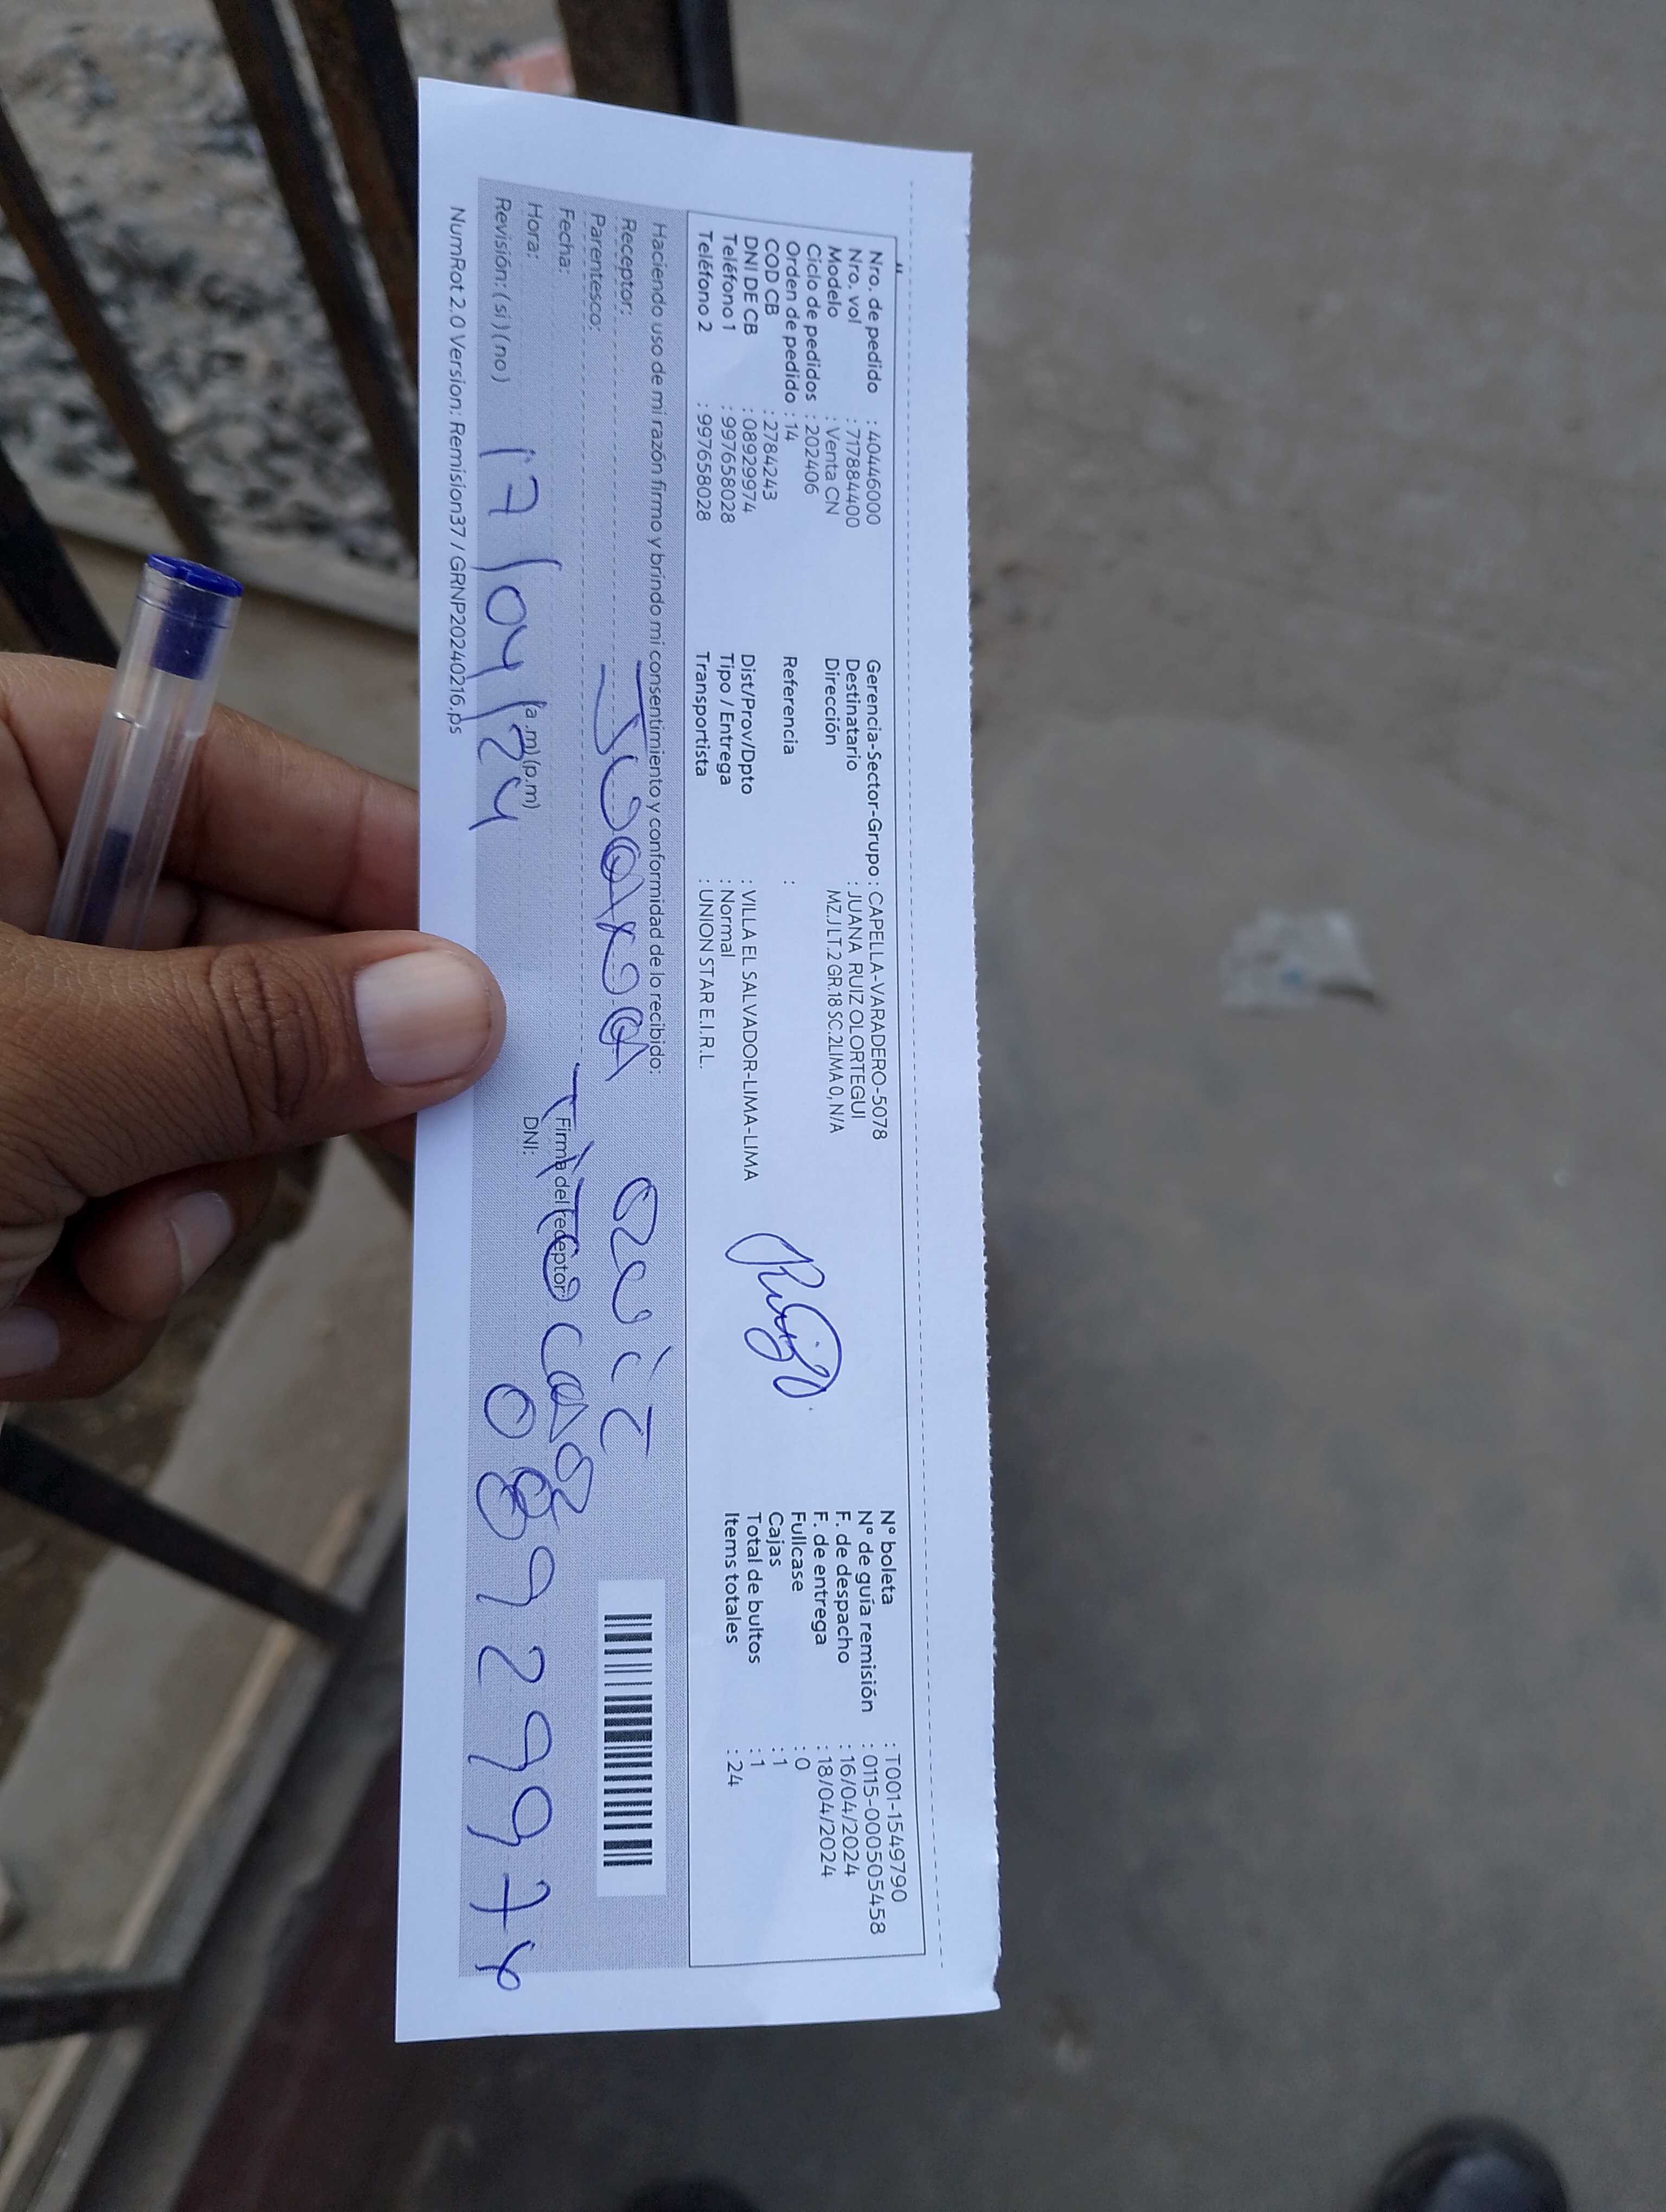 Nro. de pedido : 404446000
Nro. vol : 717884400
Modelo : Venta CN
Ciclo de pedidos : 202406
Orden de pedido : 14
COD CB : 2784243
DNI DE CB : 08929974
Teléfono 1 : 997658028
Teléfono 2 : 997658028
Gerencia-Sector-Grupo : CAPELLA-VARADERO-5078
Destinatario : JUANA RUIZ OLORTEGUI
Dirección MZ.J LT.2 GR.18 SC.2LIMA 0, N/A
Referencia :
Dist/Prov/Dpto : VILLA EL SALVADOR-LIMA-LIMA
Tipo / Entrega : Normal
Transportista : UNION STAR E.I.R.L.
N° boleta : T001-1549790
N° de guía remisión : 0115-000505458
F. de despacho : 16/04/2024
F. de entrega : 18/04/2024
Fullcase : 0
Cajas : 1
Total de bultos : 1
Items totales : 24
Haciendo uso de mi razón firmo y brindo mi consentimiento y conformidad de lo recibido:
Receptor:
Parentesco: Juana
Fecha:
Hora: (a.m)(p.m)
Firma del receptor:
DNI: 08929974
Revisión: ( si ) ( no ) 17/04/24
NumRot 2.0 Version: Remision37 / GRNP20240216.ps